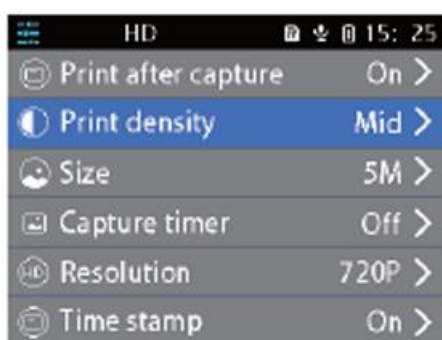 HD 15: 25
Print after capture On >
Print density Mid >
Size 5M >
Capture timer Off >
HD Resolution 720P >
Time stamp On >